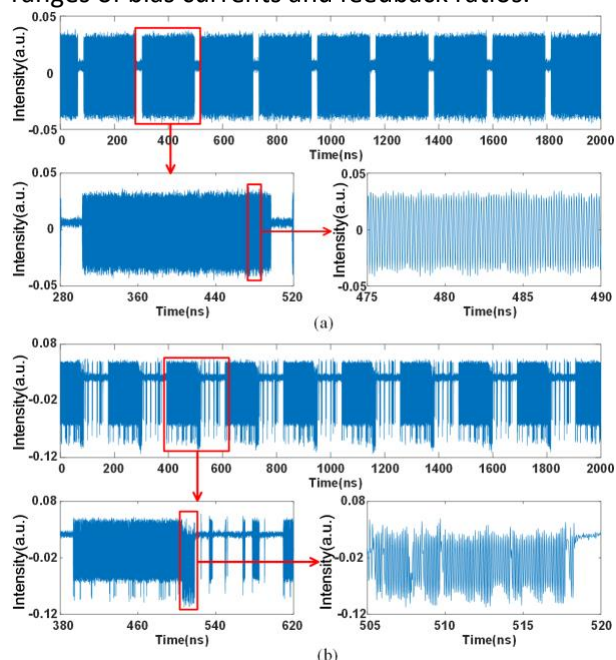 ranges of bias currents and feedback ratios.
0.05
Intensity(a.u.)
0
-0.05
0 200 400 600 800 1000 1200 1400 1600 1800 2000
Time(ns)
0.05 0.05
Intensity(a.u.) Intensity(a.u.)
0 0
-0.05 -0.05
280 360 440 520 475 480 485 490
Time(ns) Time(ns)
(a)
0.08
Intensity(a.u.)
-0.02
-0.12
0 200 400 600 800 1000 1200 1400 1600 1800 2000
Time(ns)
0.08 0.08
Intensity(a.u.) Intensity(a.u.)
-0.02 -0.02
-0.12 -0.12
380 460 540 620 505 510 515 520
Time(ns) Time(ns)
(b)